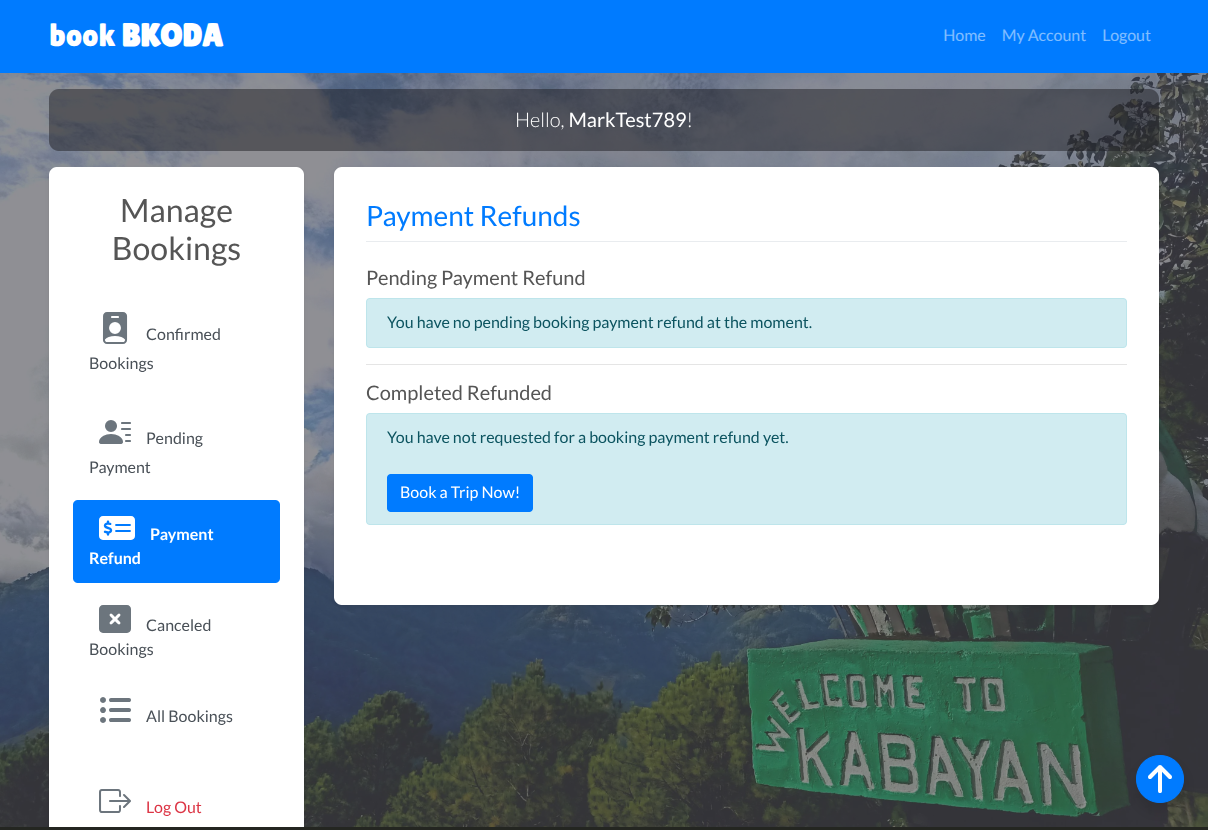 book BKODA
Home My Account Logout
Hello, MarkTest789!
Manage
Bookings
Confirmed
Bookings
Pending
Payment
Payment
Refund
Canceled
Bookings
All Bookings
Log Out
Payment Refunds
Pending Payment Refund
You have no pending booking payment refund at the moment.
Completed Refunded
You have not requested for a booking payment refund yet.
Book a Trip Now!
WELCOME TO
KABAYAN